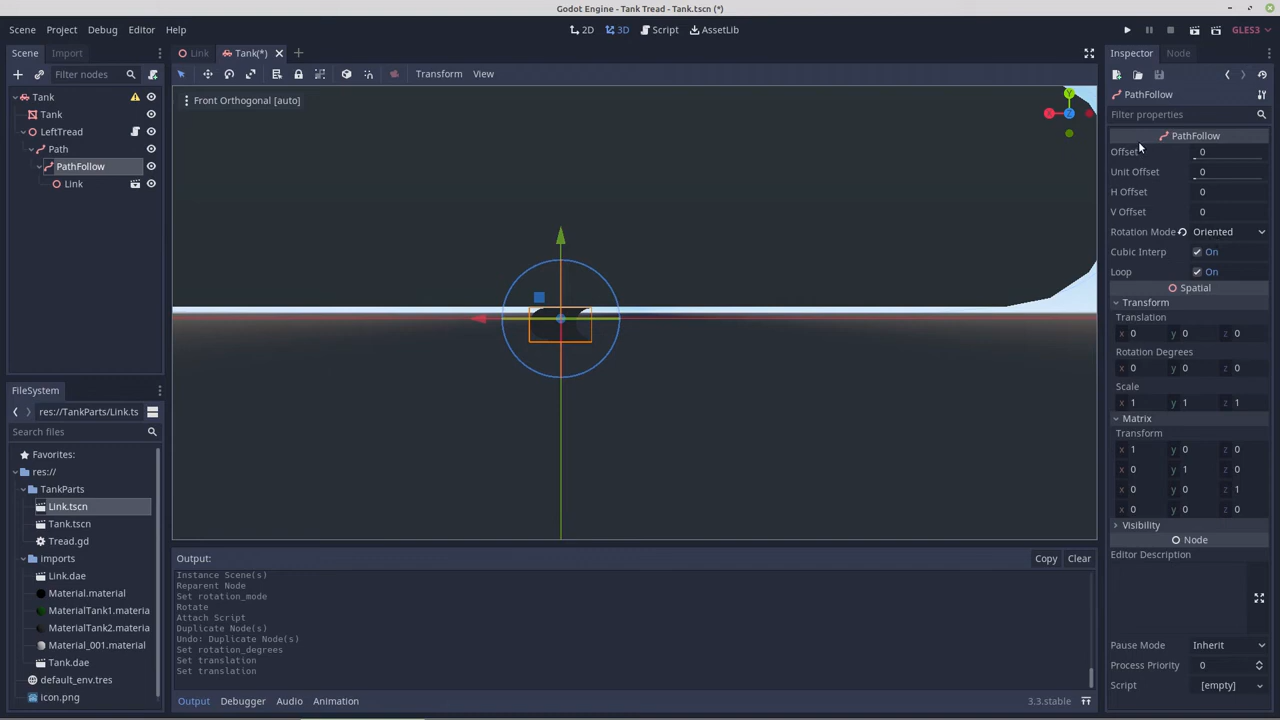 Godot Engine - Tank Tread - Tank.tscn (*)
Scene Project Debug Editor Help
2D 3D Script AssetLib
GLES3
Scene Import
Link Tank(*)
Inspector Node
Filter nodes
Transform View
PathFollow
Tank
Front Orthogonal [auto]
Y
X
Z
Filter properties
Tank
LeftTread
Path
PathFollow
Link
PathFollow
Offset 0
Unit Offset 0
H Offset 0
V Offset 0
Rotation Mode Oriented
Cubic Interp On
Loop On
Spatial
Transform
Translation
x 0 y 0 z 0
Rotation Degrees
x 0 y 0 z 0
Scale
x 1 y 1 z 1
Matrix
Transform
x 1 y 0 z 0
x 0 y 1 z 0
x 0 y 0 z 1
x 0 y 0 z 0
Visibility
Node
Editor Description
Pause Mode Inherit
Process Priority 0
Script [empty]
FileSystem
res://TankParts/Link.ts
Search files
Favorites:
res://
TankParts
Link.tscn
Tank.tscn
Tread.gd
imports
Link.dae
Material.material
MaterialTank1.materia
MaterialTank2.materia
Material_001.material
Tank.dae
default_env.tres
icon.png
Output:
Copy Clear
Instance Scene(s)
Reparent Node
Set rotation_mode
Rotate
Attach Script
Duplicate Node(s)
Undo: Duplicate Node(s)
Set rotation_degrees
Set translation
Set translation
Output Debugger Audio Animation
3.3.stable